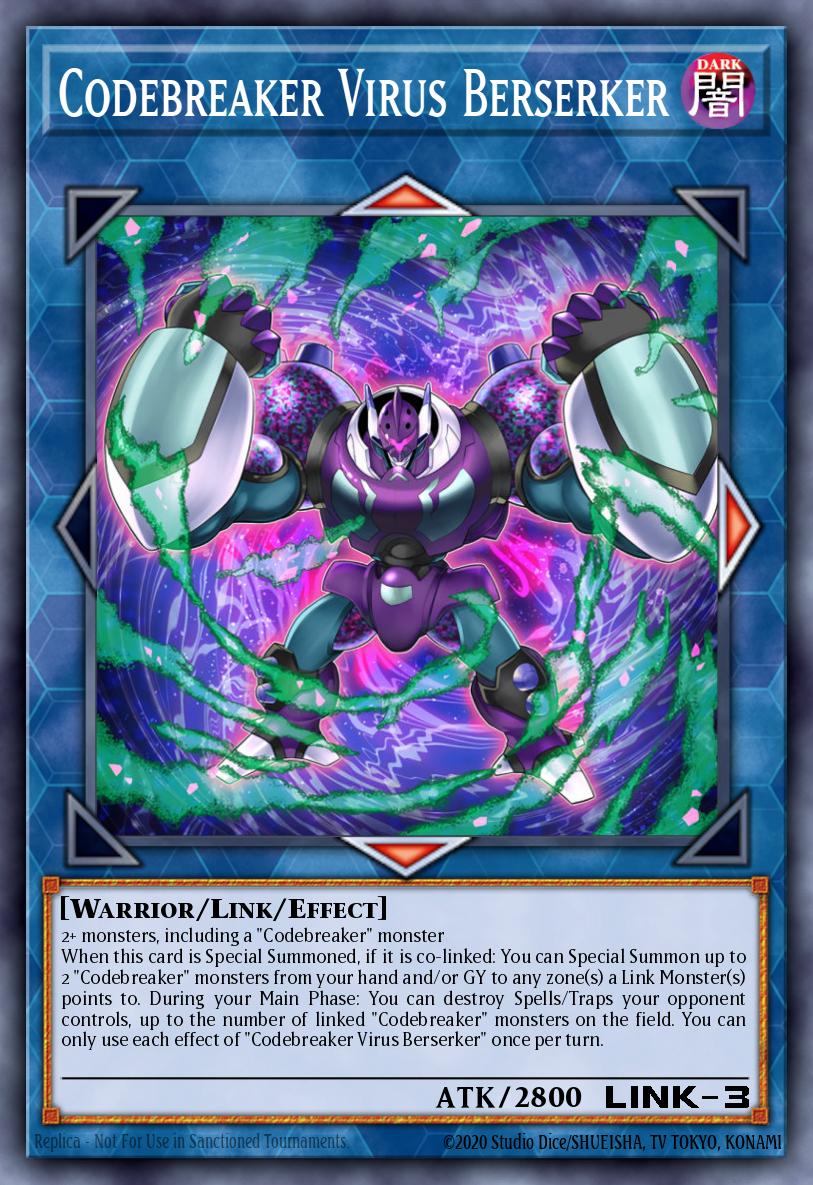 CODEBREAKER VIRUS BERSERKER
DARK
闇
[WARRIOR/LINK/EFFECT]
2+ monsters, including a "Codebreaker" monster
When this card is Special Summoned, if it is co-linked: You can Special Summon up to
2 "Codebreaker" monsters from your hand and/or GY to any zone(s) a Link Monster(s)
points to. During your Main Phase: You can destroy Spells/Traps your opponent
controls, up to the number of linked "Codebreaker" monsters on the field. You can
only use each effect of "Codebreaker Virus Berserker" once per turn.
ATK/2800 LINK-3
Replica - Not For Use in Sanctioned Tournaments. ©2020 Studio Dice/SHUEISHA, TV TOKYO, KONAMI